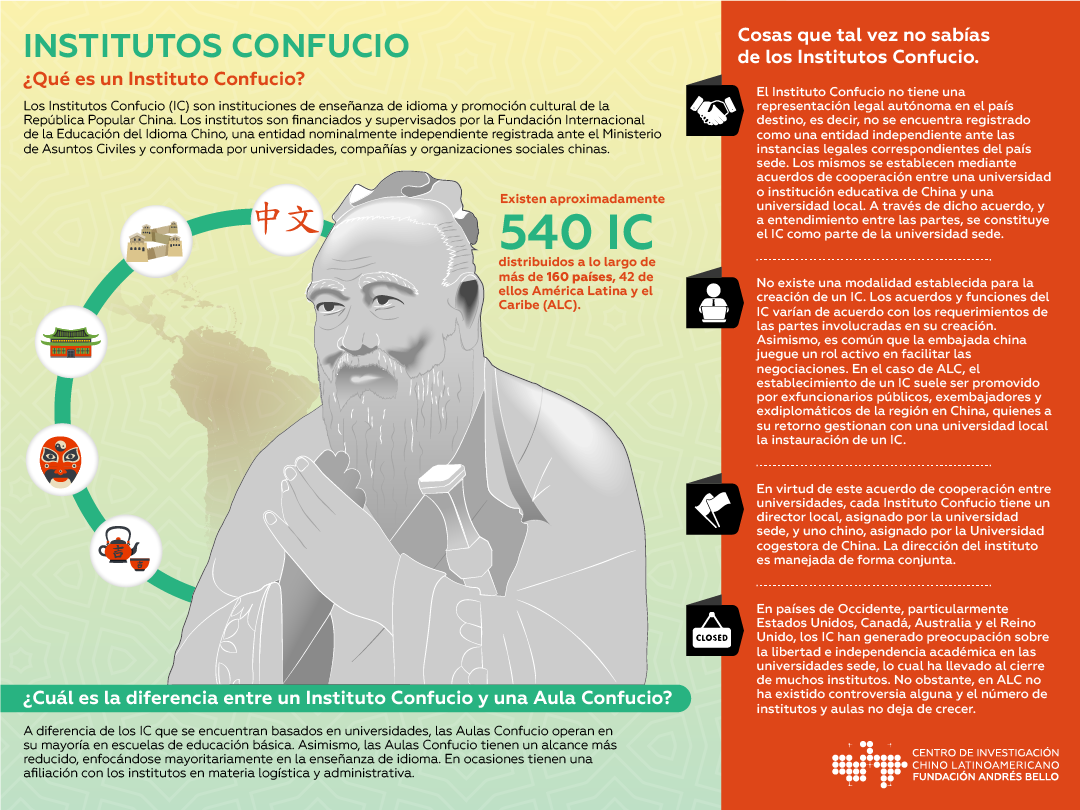 INSTITUTOS CONFUCIO
¿Qué es un Instituto Confucio?
Los Institutos Confucio (IC) son instituciones de enseñanza de idioma y promoción cultural de la
República Popular China. Los institutos son financiados y supervisados por la Fundación Internacional
de la Educación del Idioma Chino, una entidad nominalmente independiente registrada ante el Ministerio
de Asuntos Civiles y conformada por universidades, compañías y organizaciones sociales chinas.
中文
吉
Existen aproximadamente
540 IC
distribuidos a lo largo de
más de 160 países, 42 de
ellos América Latina y el
Caribe (ALC).
¿Cuál es la diferencia entre un Instituto Confucio y una Aula Confucio?
A diferencia de los IC que se encuentran basados en universidades, las Aulas Confucio operan en
su mayoría en escuelas de educación básica. Asimismo, las Aulas Confucio tienen un alcance más
reducido, enfocándose mayoritariamente en la enseñanza de idioma. En ocasiones tienen una
afiliación con los institutos en materia logística y administrativa.
Cosas que tal vez no sabías
de los Institutos Confucio.
El Instituto Confucio no tiene una
representación legal autónoma en el país
destino, es decir, no se encuentra registrado
como una entidad independiente ante las
instancias legales correspondientes del país
sede. Los mismos se establecen mediante
acuerdos de cooperación entre una universidad
o institución educativa de China y una
universidad local. A través de dicho acuerdo, y
a entendimiento entre las partes, se constituye
el IC como parte de la universidad sede.
No existe una modalidad establecida para la
creación de un IC. Los acuerdos y funciones del
IC varían de acuerdo con los requerimientos de
las partes involucradas en su creación.
Asimismo, es común que la embajada china
juegue un rol activo en facilitar las
negociaciones. En el caso de ALC, el
establecimiento de un IC suele ser promovido
por exfuncionarios públicos, exembajadores y
exdiplomáticos de la región en China, quienes a
su retorno gestionan con una universidad local
la instauración de un IC.
En virtud de este acuerdo de cooperación entre
universidades, cada Instituto Confucio tiene un
director local, asignado por la universidad
sede, y uno chino, asignado por la Universidad
cogestora de China. La dirección del instituto
es manejada de forma conjunta.
CLOSED
En países de Occidente, particularmente
Estados Unidos, Canadá, Australia y el Reino
Unido, los IC han generado preocupación sobre
la libertad e independencia académica en las
universidades sede, lo cual ha llevado al cierre
de muchos institutos. No obstante, en ALC no
ha existido controversia alguna y el número de
institutos y aulas no deja de crecer.
CENTRO DE INVESTIGACIÓN
CHINO LATINOAMERICANO
FUNDACIÓN ANDRÉS BELLO